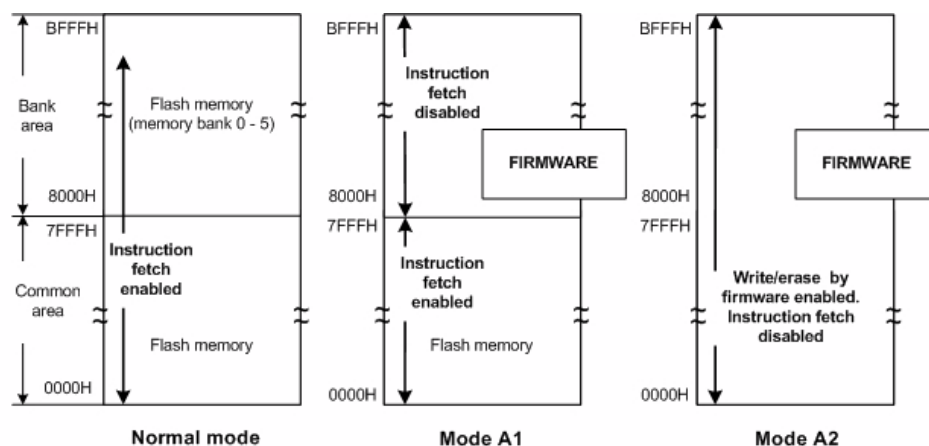 BFFFH
Bank
area
Flash memory
(memory bank 0 - 5)
8000H
7FFFH
Instruction
fetch
enabled
Common
area
Flash memory
0000H
Normal mode
BFFFH
Instruction
fetch
disabled
FIRMWARE
8000H
7FFFH
Instruction
fetch
enabled
Flash memory
0000H
Mode A1
BFFFH
FIRMWARE
8000H
7FFFH
Write/erase by
firmware enabled.
Instruction fetch
disabled
0000H
Mode A2